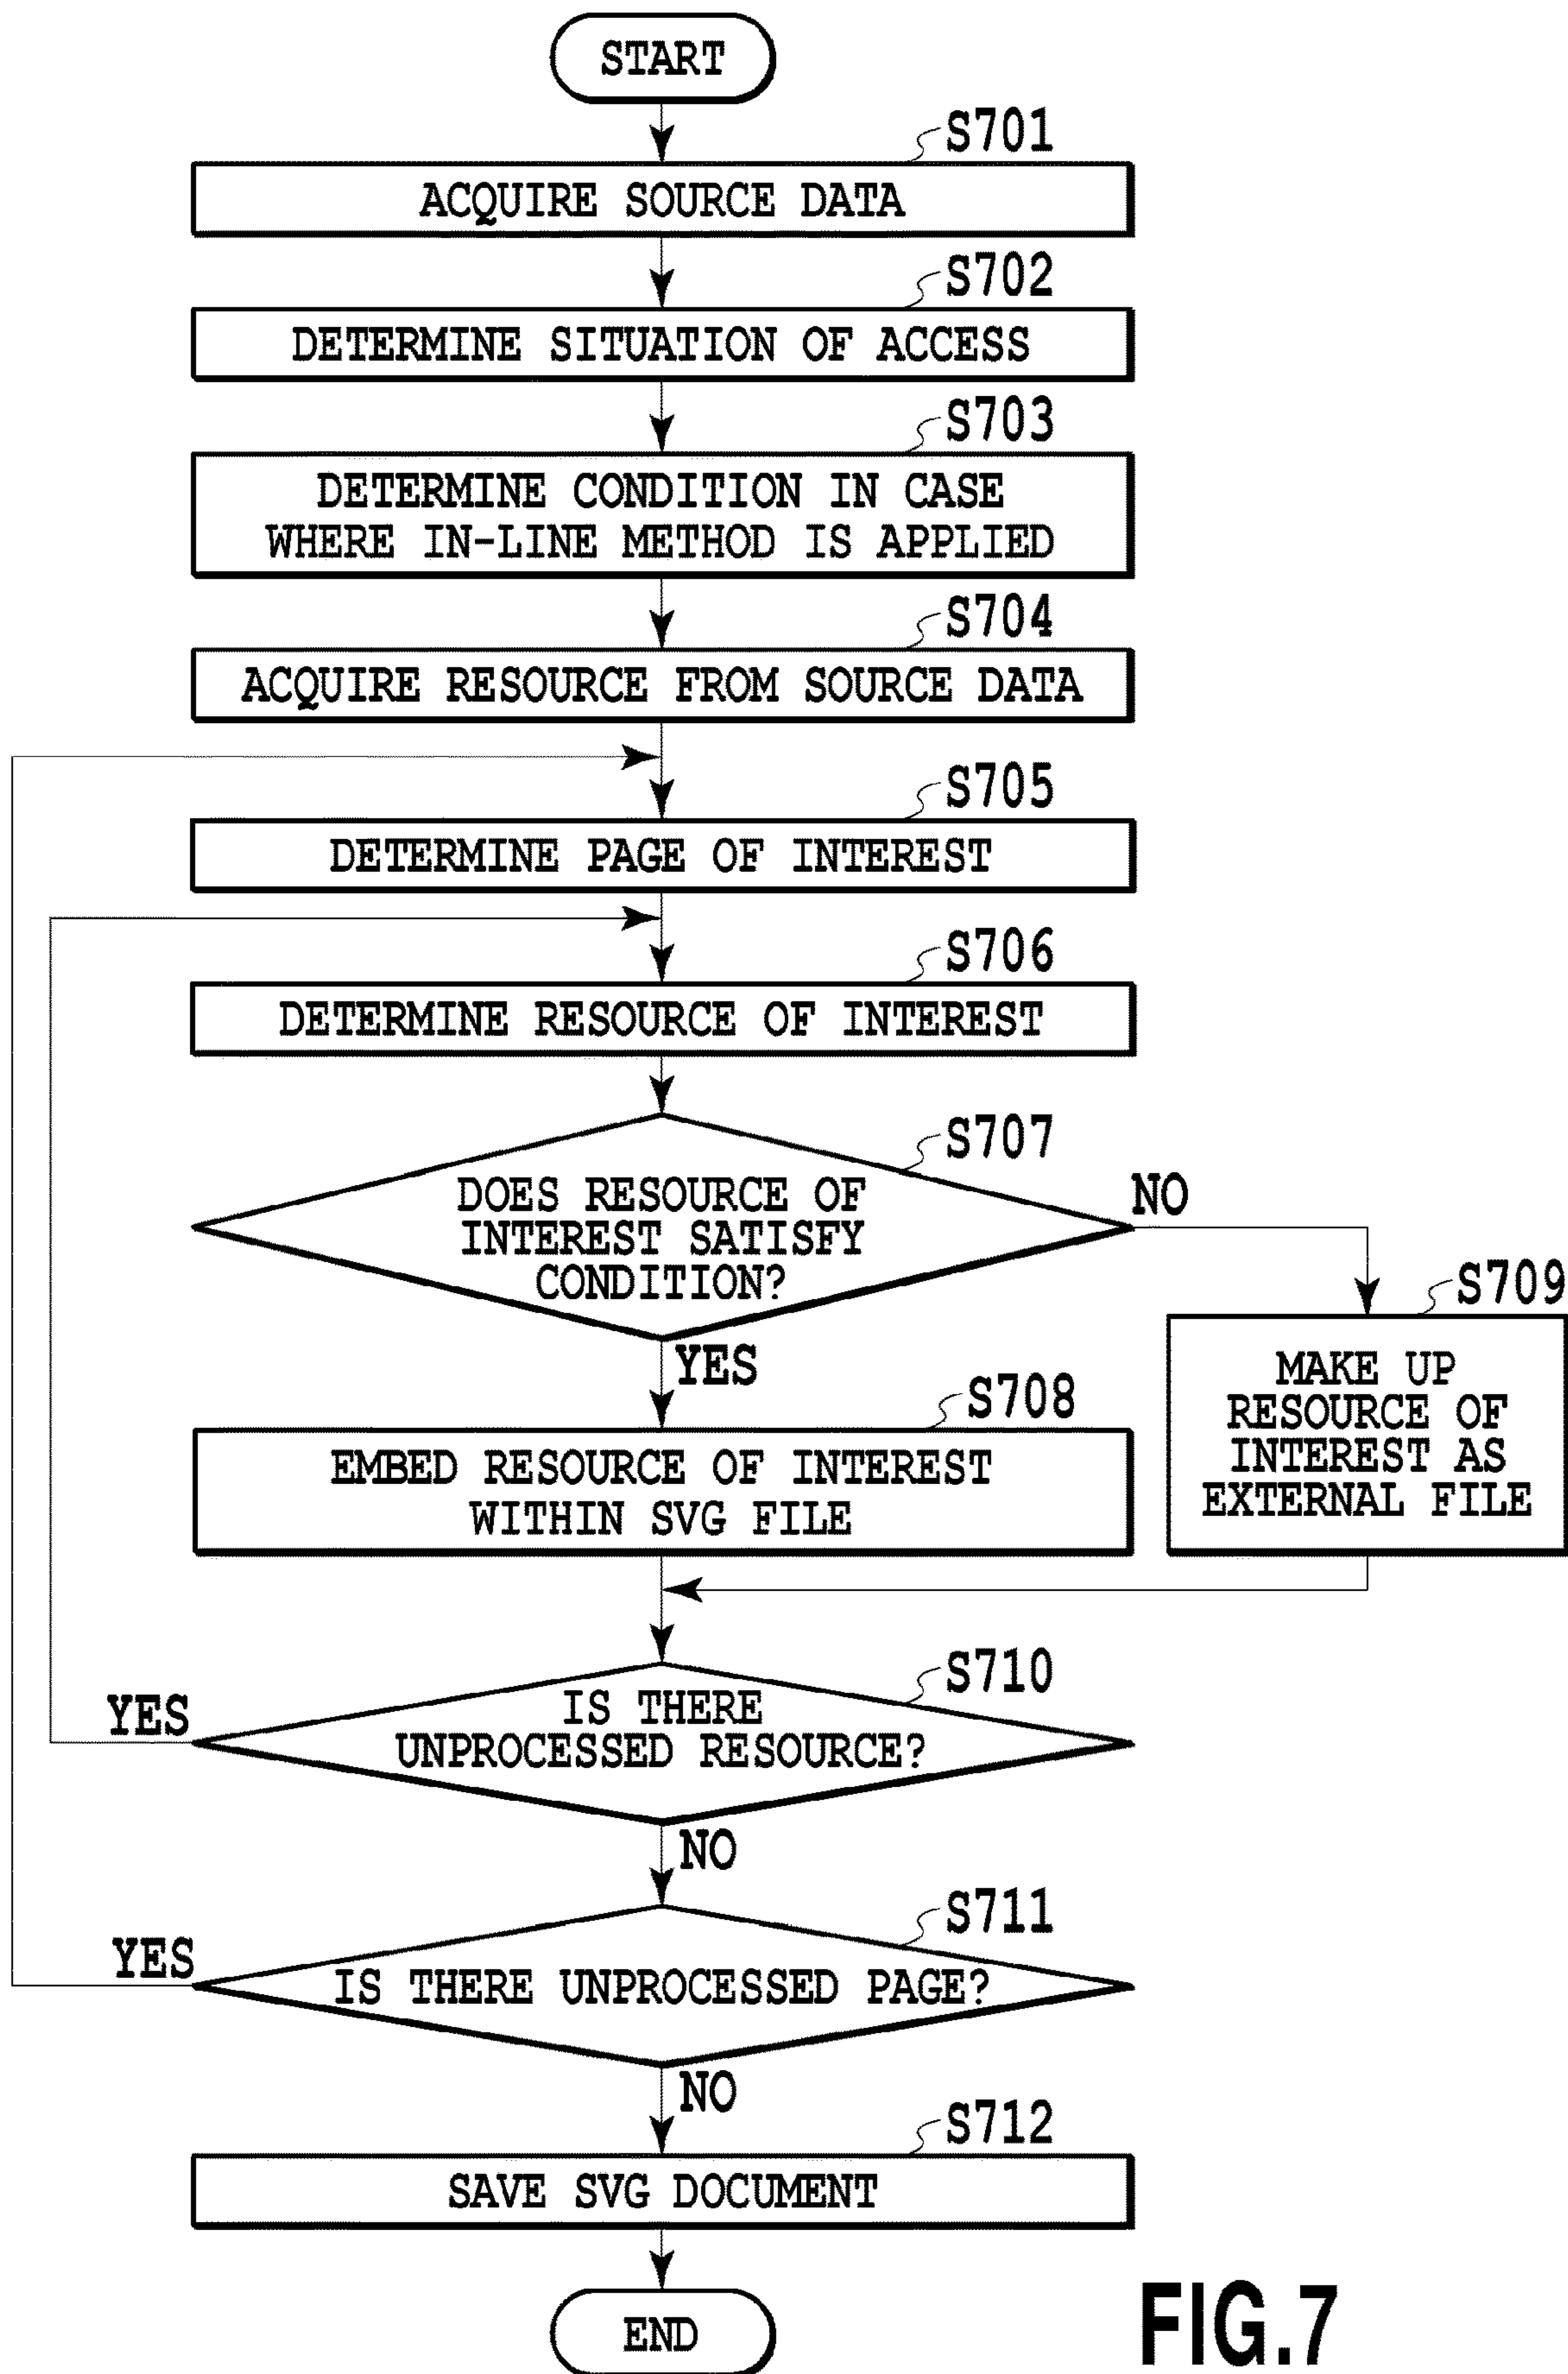 START
S701
ACQUIRE SOURCE DATA
S702
DETERMINE SITUATION OF ACCESS
S703
DETERMINE CONDITION IN CASE
WHERE IN-LINE METHOD IS APPLIED
S704
ACQUIRE RESOURCE FROM SOURCE DATA
S705
DETERMINE PAGE OF INTEREST
S706
DETERMINE RESOURCE OF INTEREST
S707
DOES RESOURCE OF
INTEREST SATISFY
CONDITION?
NO
YES
S709
MAKE UP
RESOURCE OF
INTEREST AS
EXTERNAL FILE
S708
EMBED RESOURCE OF INTEREST
WITHIN SVG FILE
S710
IS THERE
UNPROCESSED RESOURCE?
YES
NO
S711
IS THERE UNPROCESSED PAGE?
YES
NO
S712
SAVE SVG DOCUMENT
END
FIG.7